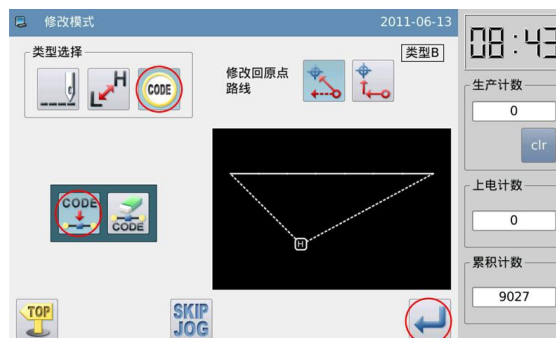 修改模式
2011-06-13
类型选择
H
L
CODE
修改回原点
路线
类型B
CODE
CODE
H
TOP
SKIP
JOG
08:43
生产计数
0
clr
上电计数
0
累积计数
9027